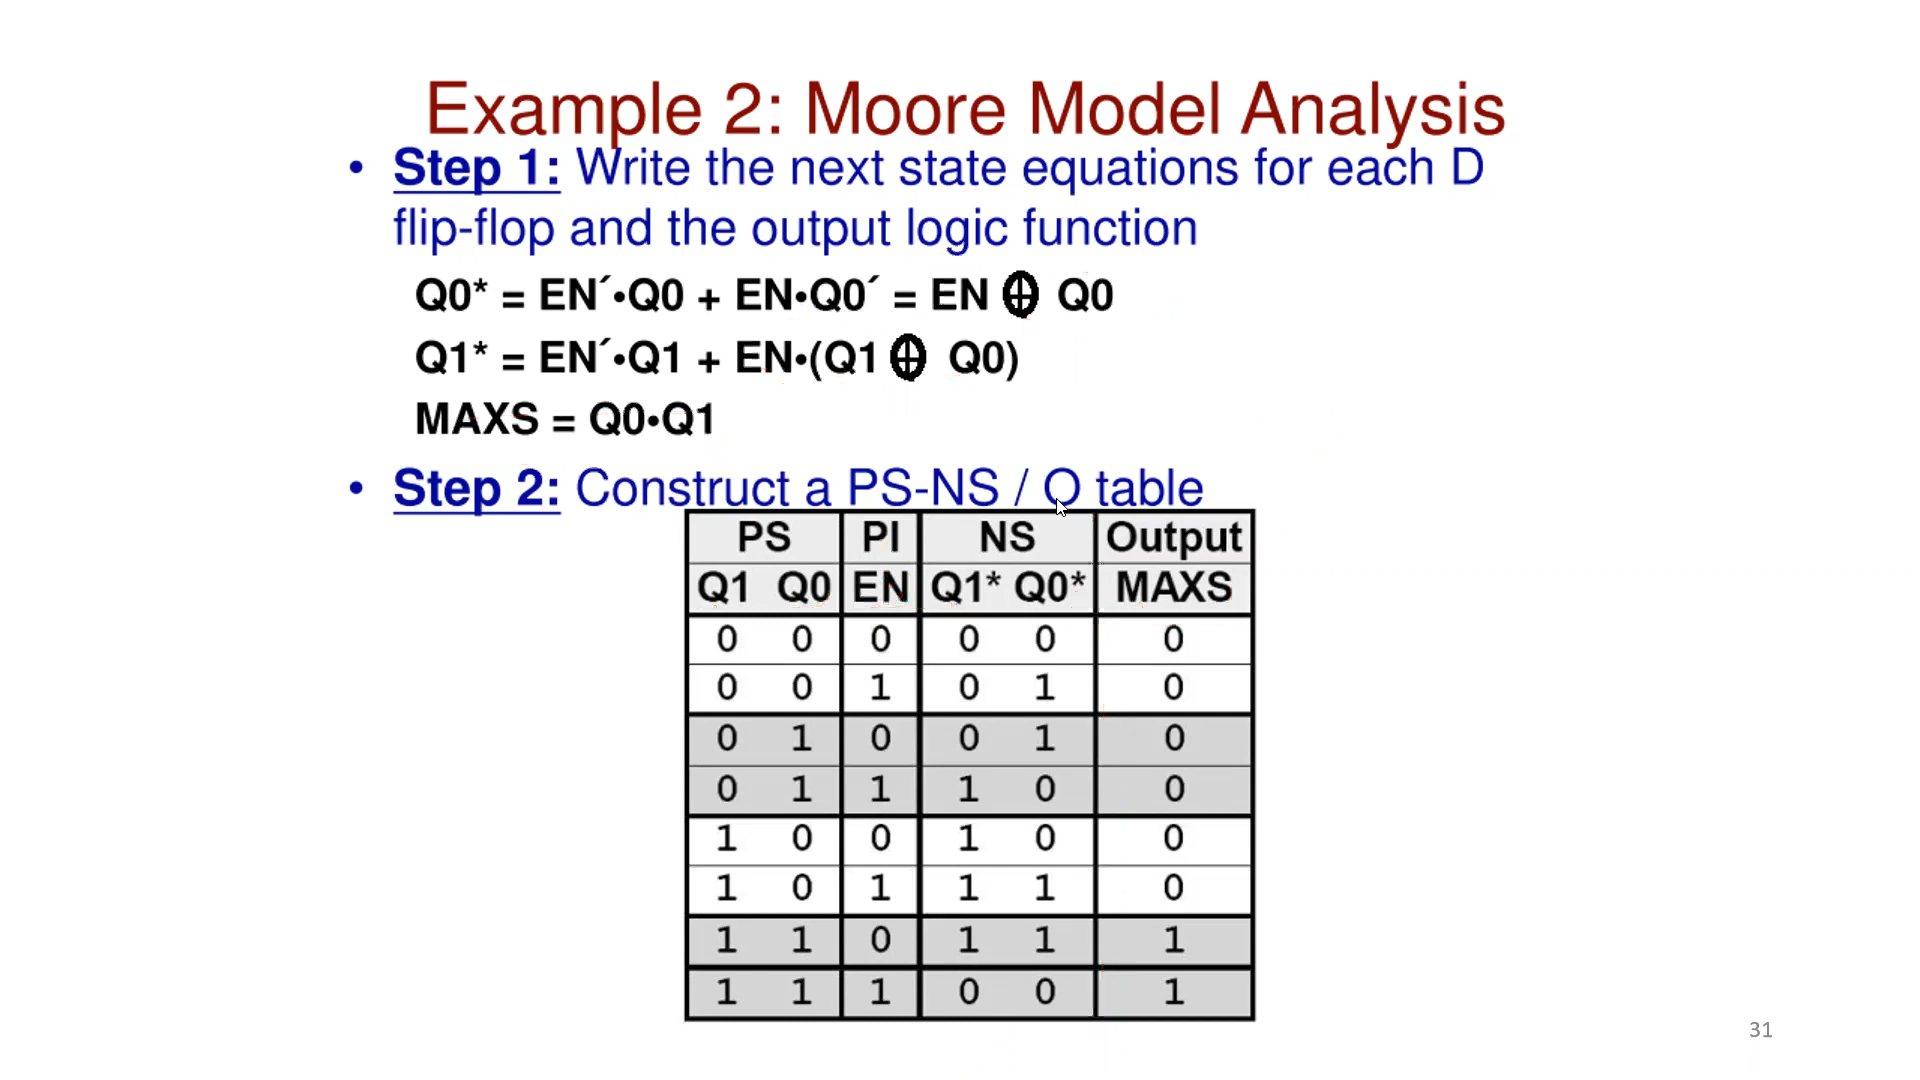 Example 2: Moore Model Analysis
• Step 1: Write the next state equations for each D
flip-flop and the output logic function
Q0* = EN´•Q0 + EN•Q0´ = EN ⊕ Q0
Q1* = EN´•Q1 + EN•(Q1 ⊕ Q0)
MAXS = Q0•Q1
• Step 2: Construct a PS-NS / O table
PS PI NS Output
Q1 Q0 EN Q1* Q0* MAXS
0 0 0 0 0 0
0 0 1 0 1 0
0 1 0 0 1 0
0 1 1 1 0 0
1 0 0 1 0 0
1 0 1 1 1 0
1 1 0 1 1 1
1 1 1 0 0 1
31